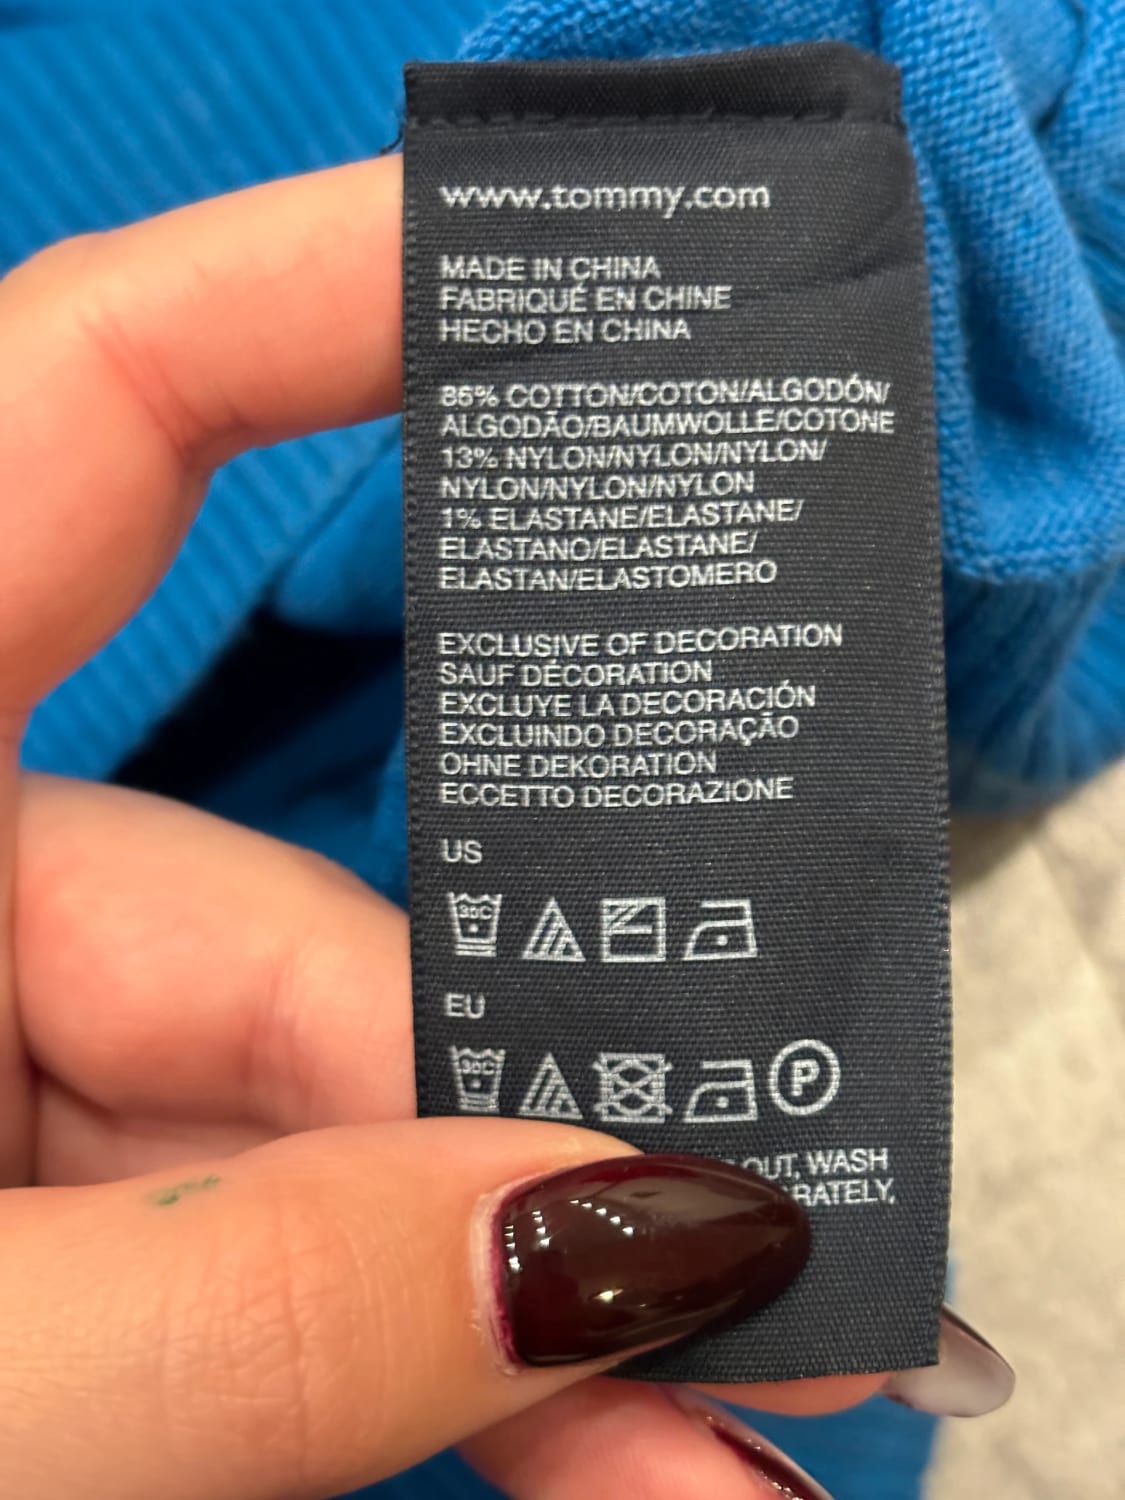 www.tommy.com
MADE IN CHINA
FABRIQUÉ EN CHINE
HECHO EN CHINA
86% COTTON/COTON/ALGODÓN/
ALGODÃO/BAUMWOLLE/COTONE
13% NYLON/NYLON/NYLON/
NYLON/NYLON/NYLON
1% ELASTANE/ELASTANE/
ELASTANO/ELASTANE/
ELASTAN/ELASTOMERO
EXCLUSIVE OF DECORATION
SAUF DÉCORATION
EXCLUYE LA DECORACIÓN
EXCLUINDO DECORAÇÃO
OHNE DEKORATION
ECCETTO DECORAZIONE
US
30C
EU
30C P
OUT, WASH
RATELY,